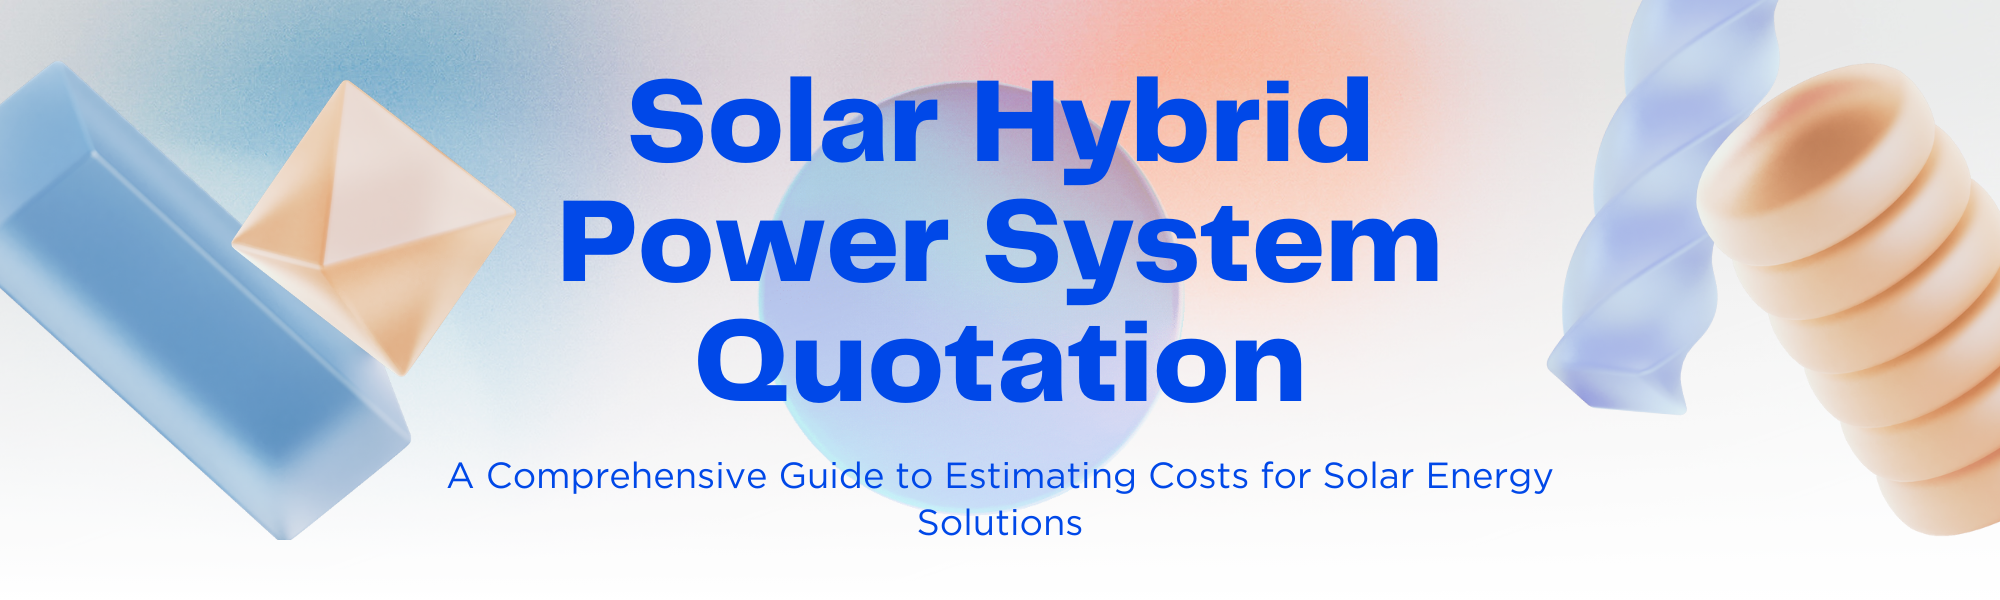 Solar Hybrid
Power System
Quotation
A Comprehensive Guide to Estimating Costs for Solar Energy
Solutions